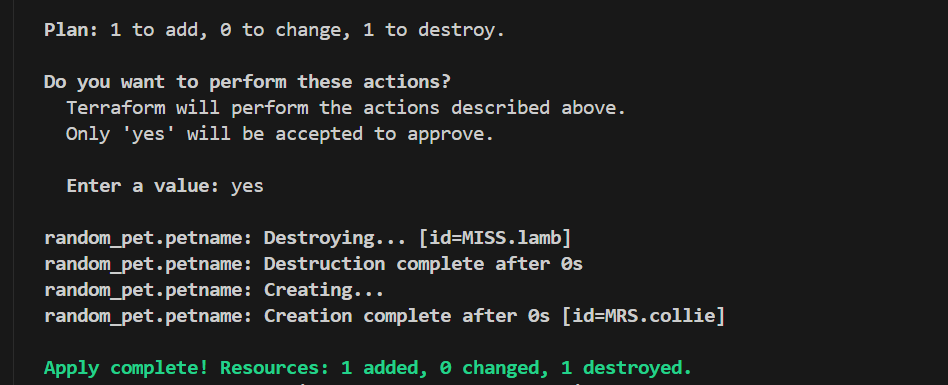 Plan: 1 to add, 0 to change, 1 to destroy.
Do you want to perform these actions?
Terraform will perform the actions described above.
Only 'yes' will be accepted to approve.
Enter a value: yes
random_pet.petname: Destroying... [id=MISS.lamb]
random_pet.petname: Destruction complete after 0s
random_pet.petname: Creating...
random_pet.petname: Creation complete after 0s [id=MRS.collie]
Apply complete! Resources: 1 added, 0 changed, 1 destroyed.